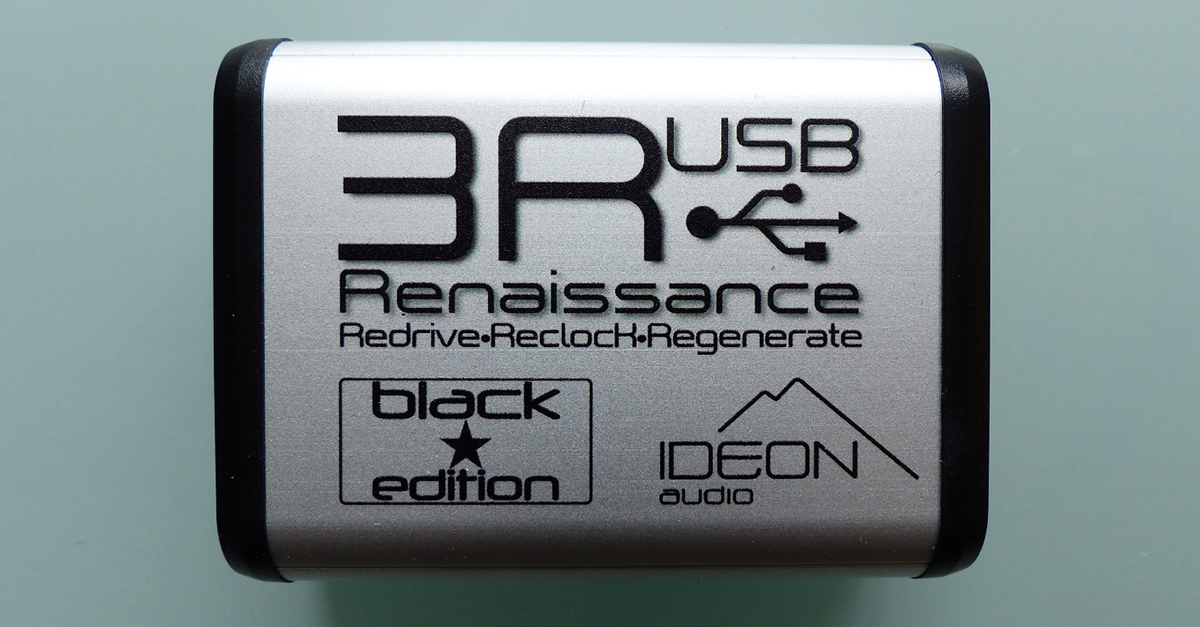 3R USB
Renaissance
Redrive•Reclock•Regenerate
black
edition
IDEON
audio